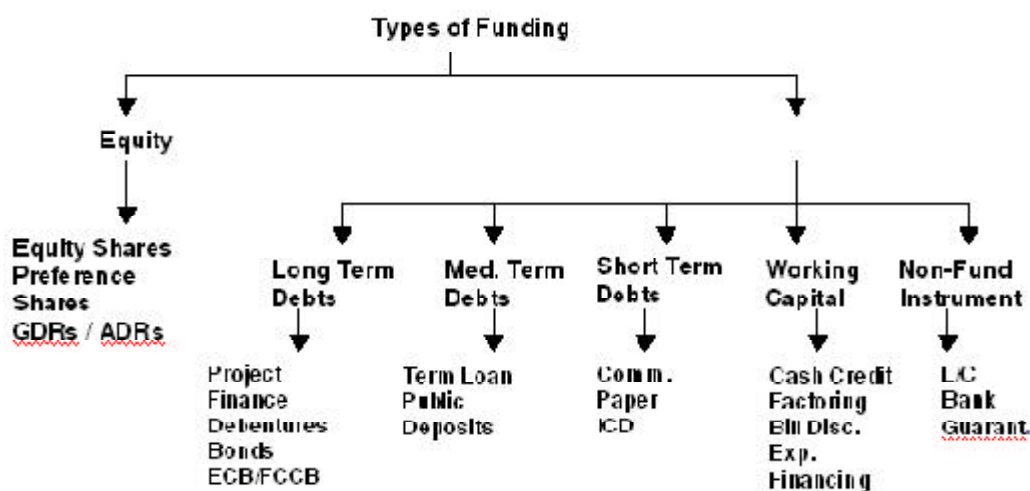 Types of Funding
Equity
Equity Shares
Preference
Shares
GDRs / ADRs
Long Term
Debts
Med. Term
Debts
Short Term
Debts
Working
Capital
Non-Fund
Instrument
Project
Finance
Debentures
Bonds
ECB/FCCB
Term Loan
Public
Deposits
Comm.
Paper
ICD
Cash Credit
Factoring
Bill Disc.
Exp.
Financing
L/C
Bank
Guarant.